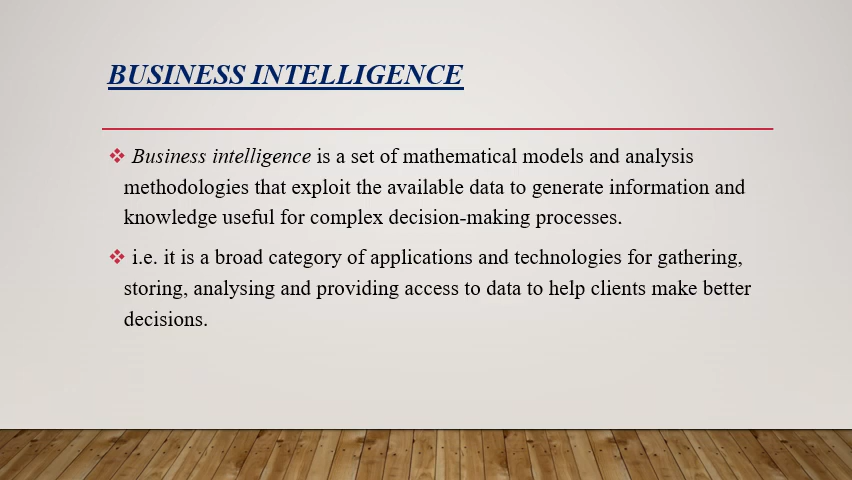 BUSINESS INTELLIGENCE
❖ Business intelligence is a set of mathematical models and analysis
methodologies that exploit the available data to generate information and
knowledge useful for complex decision-making processes.
❖ i.e. it is a broad category of applications and technologies for gathering,
storing, analysing and providing access to data to help clients make better
decisions.